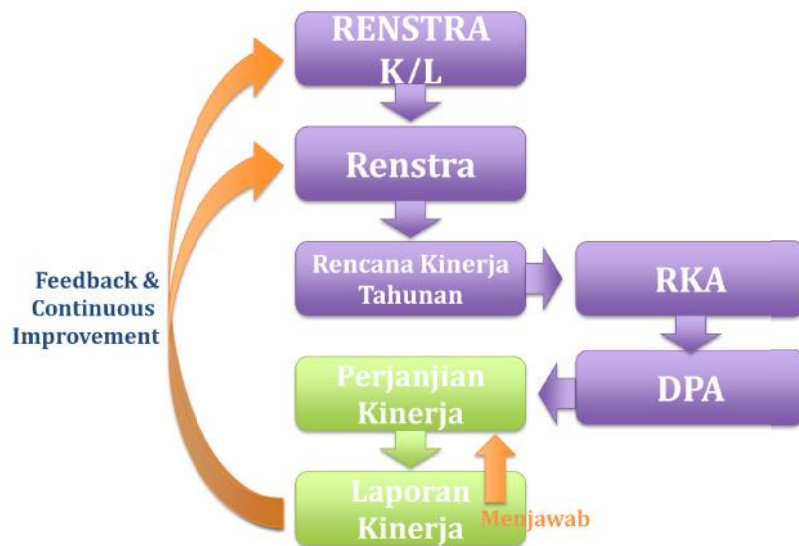 RENSTRA
K/L
Renstra
Rencana Kinerja
Tahunan
RKA
Feedback &
Continuous
Improvement
Perjanjian
Kinerja
DPA
Laporan
Kinerja
Menjawab